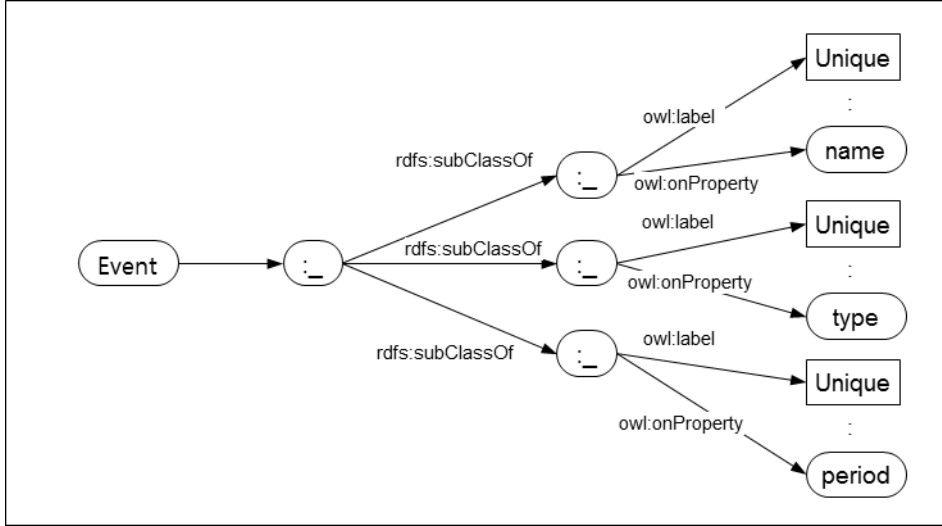 Unique
owl:label
:
rdfs:subClassOf
:_
name
owl:onProperty
Unique
owl:label
rdfs:subClassOf
Event
:_
:_
:
owl:onProperty
type
owl:label
rdfs:subClassOf
:_
Unique
owl:onProperty
:
period